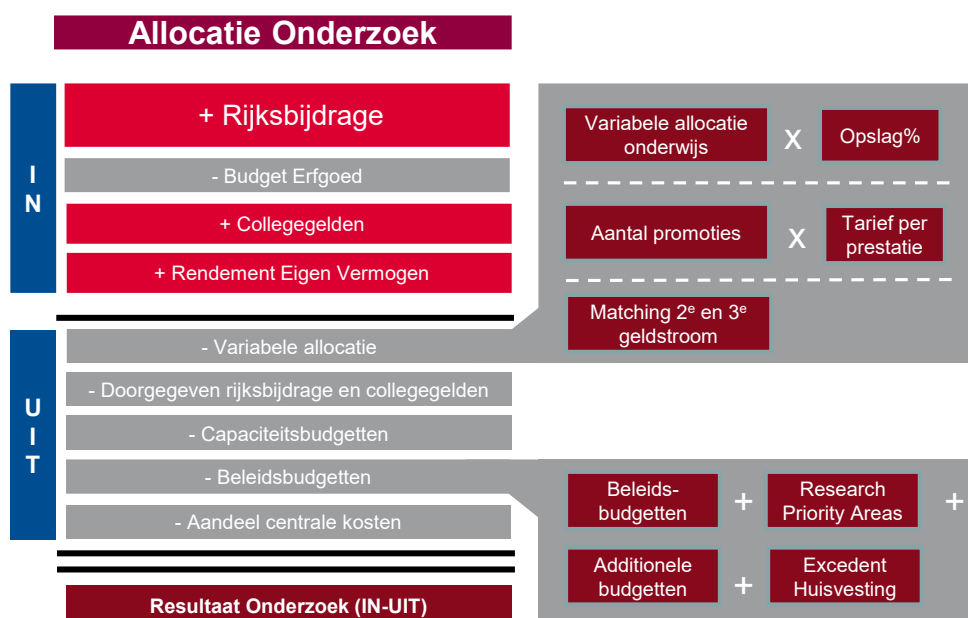 Allocatie Onderzoek
I
N
+ Rijksbijdrage
- Budget Erfgoed
+ Collegegelden
+ Rendement Eigen Vermogen
Variabele allocatie
onderwijs
X
Opslag%
Aantal promoties
X
Tarief per
prestatie
Matching 2e en 3e
geldstroom
U
I
T
- Variabele allocatie
- Doorgegeven rijksbijdrage en collegegelden
- Capaciteitsbudgetten
- Beleidsbudgetten
- Aandeel centrale kosten
Beleids-
budgetten
+
Research
Priority Areas
+
Additionele
budgetten
+
Excedent
Huisvesting
Resultaat Onderzoek (IN-UIT)